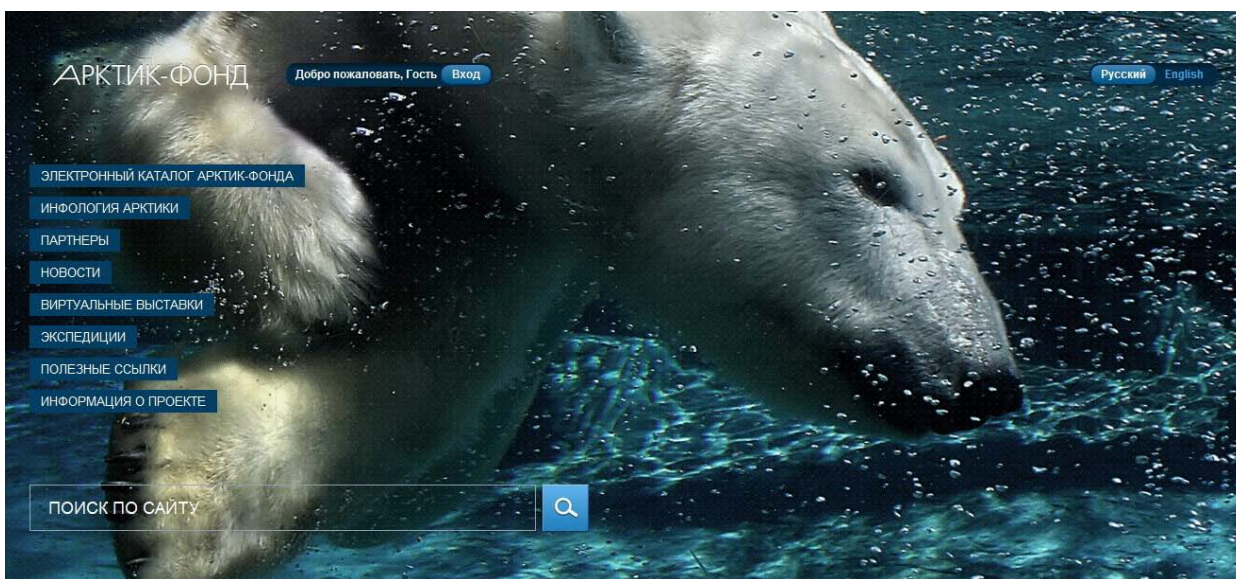 АРКТИК-ФОНД
Добро пожаловать, Гость Вход
Русский English
ЭЛЕКТРОННЫЙ КАТАЛОГ АРКТИК-ФОНДА
ИНФОЛОГИЯ АРКТИКИ
ПАРТНЕРЫ
НОВОСТИ
ВИРТУАЛЬНЫЕ ВЫСТАВКИ
ЭКСПЕДИЦИИ
ПОЛЕЗНЫЕ ССЫЛКИ
ИНФОРМАЦИЯ О ПРОЕКТЕ
ПОИСК ПО САЙТУ